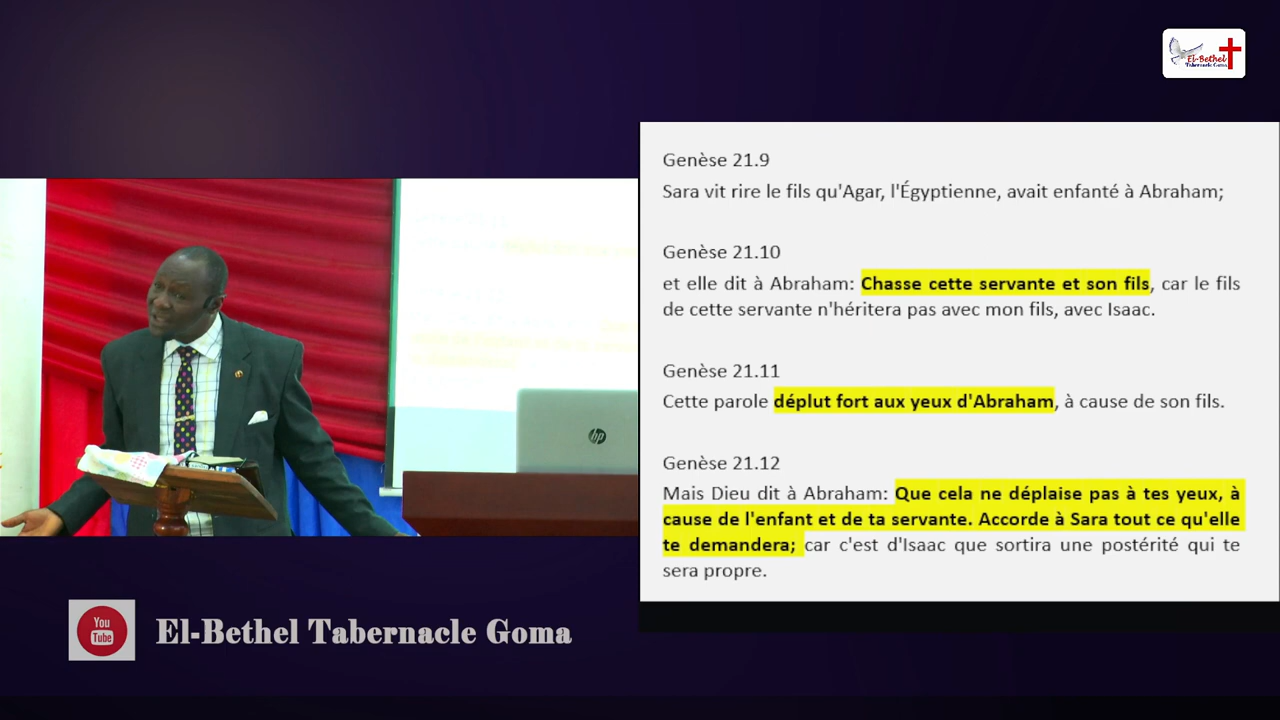 El-Bethel
Tabernacle Goma
Genèse 21.9
Sara vit rire le fils qu'Agar, l'Égyptienne, avait enfanté à Abraham;
Genèse 21.10
et elle dit à Abraham: Chasse cette servante et son fils, car le fils
de cette servante n'héritera pas avec mon fils, avec Isaac.
Genèse 21.11
Cette parole déplut fort aux yeux d'Abraham, à cause de son fils.
Genèse 21.12
Mais Dieu dit à Abraham: Que cela ne déplaise pas à tes yeux, à
cause de l'enfant et de ta servante. Accorde à Sara tout ce qu'elle
te demandera; car c'est d'Isaac que sortira une postérité qui te
sera propre.
hp
You
Tube
El-Bethel Tabernacle Goma